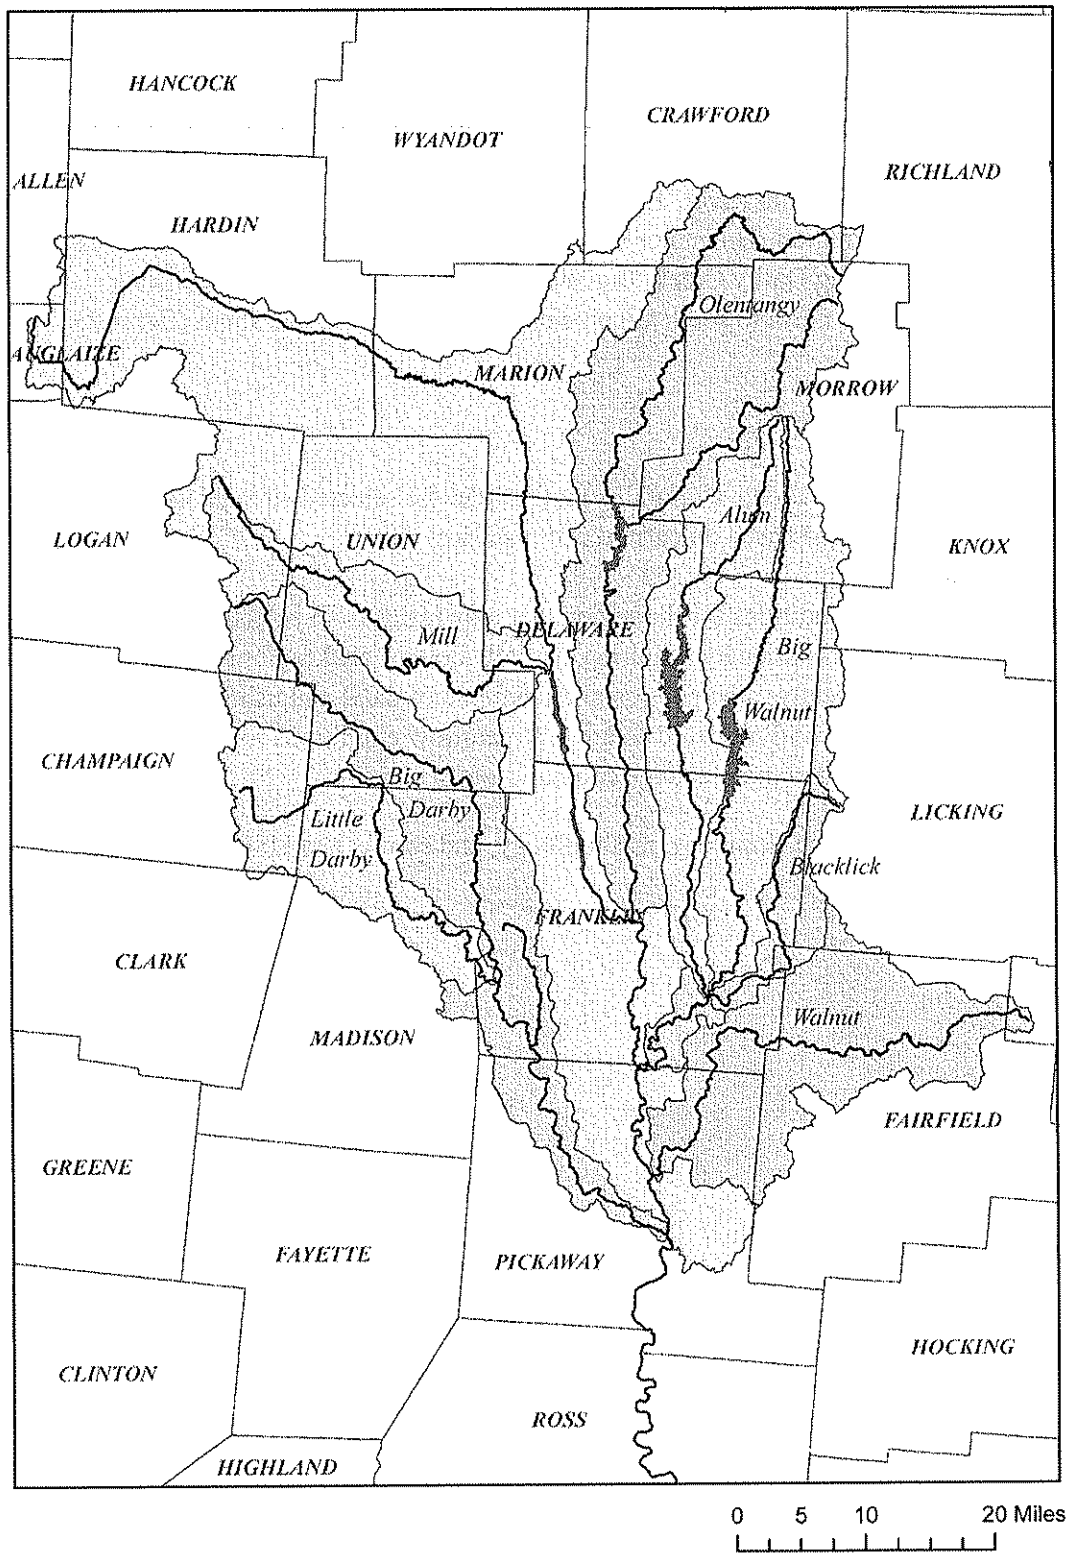 HANCOCK
CRAWFORD
WYANDOT
RICHLAND
ALLEN
HARDIN
Olentangy
AUGLAIZE
MARION
MORROW
Alum
LOGAN
UNION
KNOX
DELAWARE
Mill
Big
Walnut
CHAMPAIGN
Big
Darby
LICKING
Little
Darby
Blacklick
FRANKLIN
CLARK
Walnut
MADISON
FAIRFIELD
GREENE
FAYETTE
PICKAWAY
HOCKING
CLINTON
ROSS
HIGHLAND
0 5 10 20 Miles